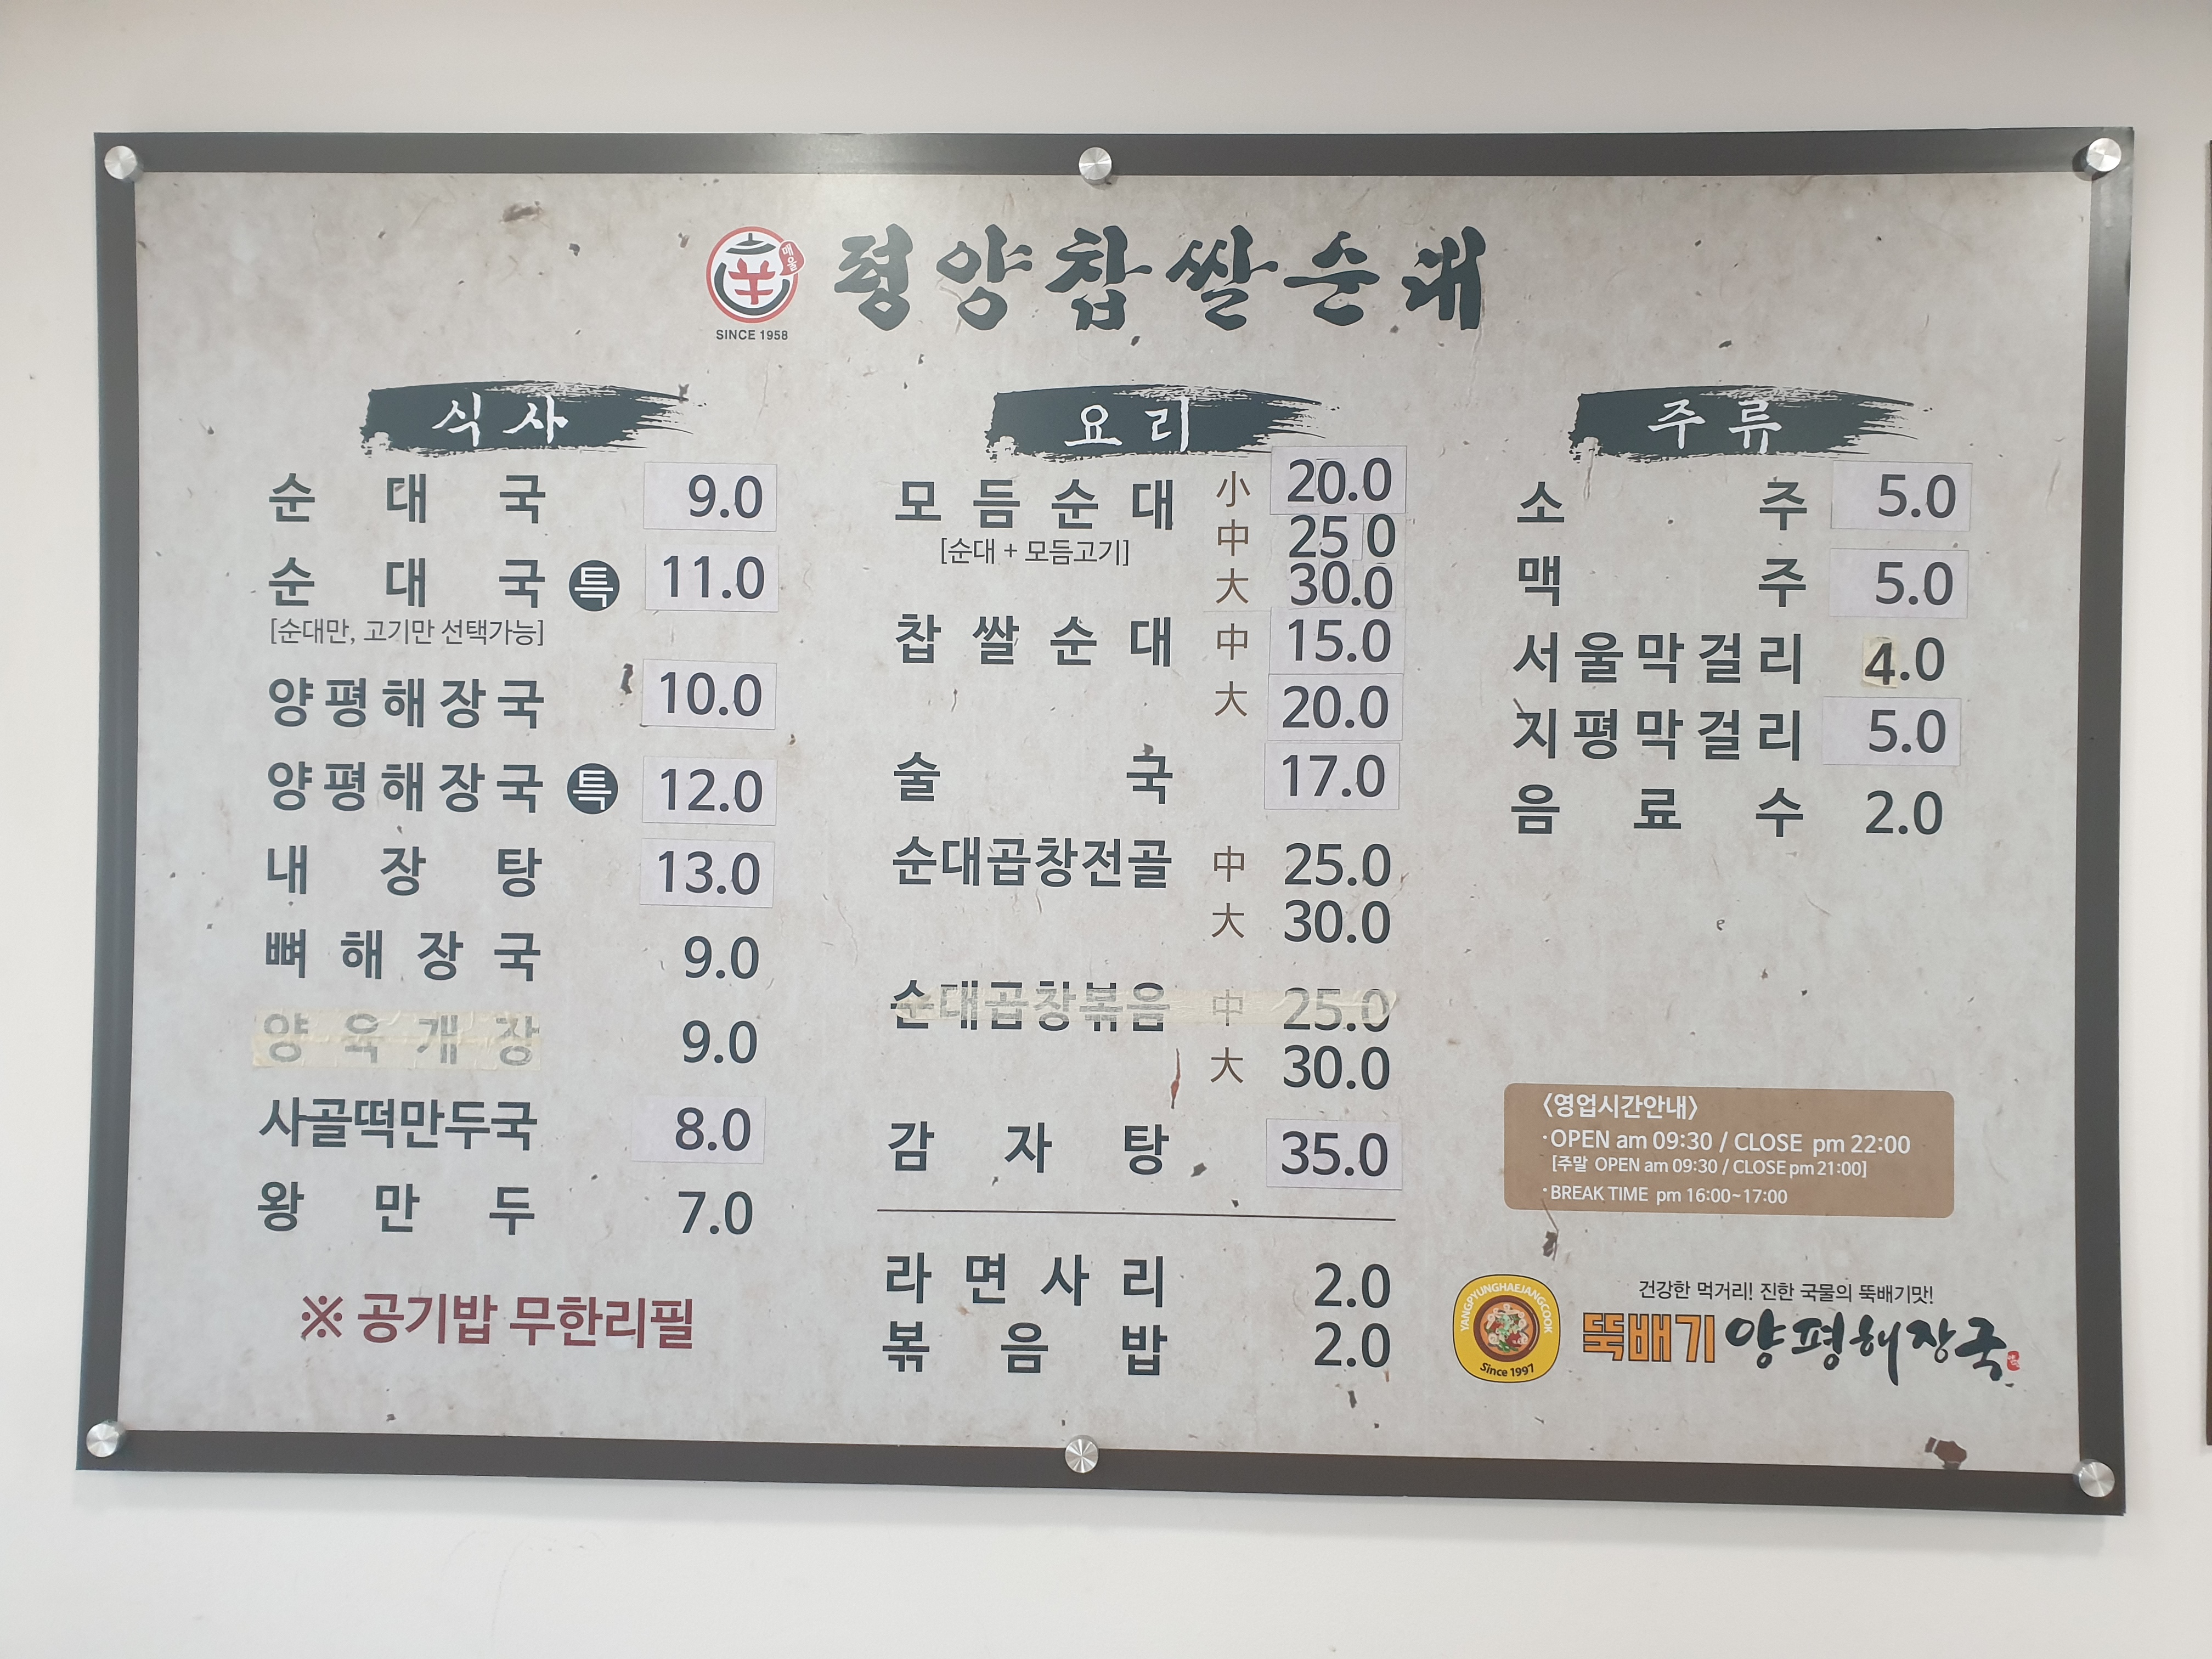 매울
SINCE 1958
평양찹쌀순대
식사
순대국 9.0
순대국 특 11.0
[순대만, 고기만 선택가능]
양평해장국 10.0
양평해장국 특 12.0
내장탕 13.0
뼈해장국 9.0
양육개장 9.0
사골떡만두국 8.0
왕만두 7.0
※ 공기밥 무한리필
요리
모듬순대 小 20.0
[순대 + 모듬고기] 中 25 0
大 30.0
찹쌀순대 中 15.0
大 20.0
술국 17.0
순대곱창전골 中 25.0
大 30.0
순대곱창볶음 中 25.0
大 30.0
감자탕 35.0
라면사리 2.0
볶음밥 2.0
주류
소주 5.0
맥주 5.0
서울막걸리 4.0
지평막걸리 5.0
음료수 2.0
〈영업시간안내〉
·OPEN am 09:30 / CLOSE pm 22:00
[주말 OPEN am 09:30 / CLOSE pm 21:00]
·BREAK TIME pm 16:00~17:00
YANGPYUNGHAEJANGCOOK
Since 1997
건강한 먹거리! 진한 국물의 뚝배기맛!
뚝배기양평해장국